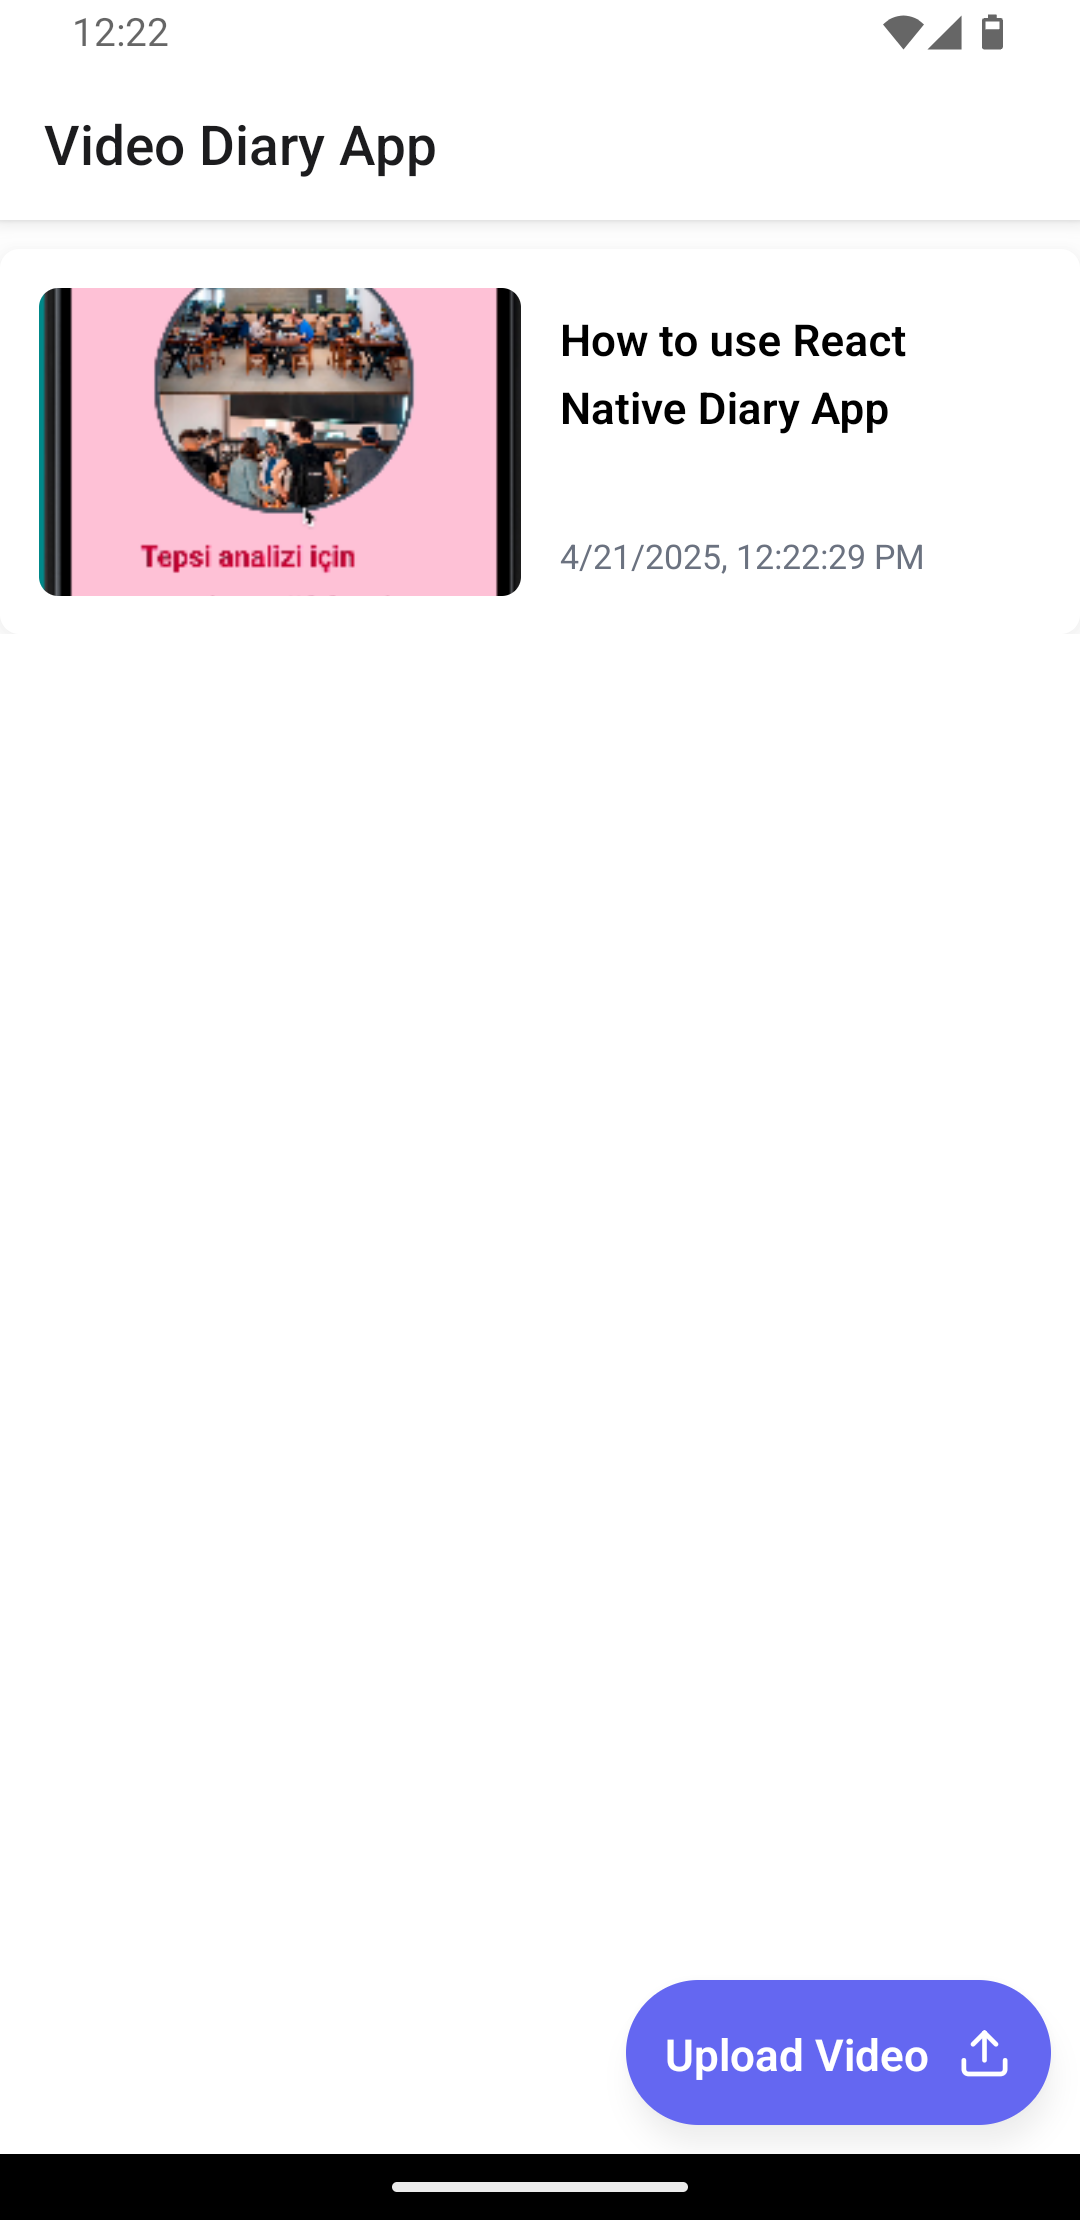 12:22
Video Diary App
How to use React
Native Diary App
Tepsi analizi için
4/21/2025, 12:22:29 PM
Upload Video